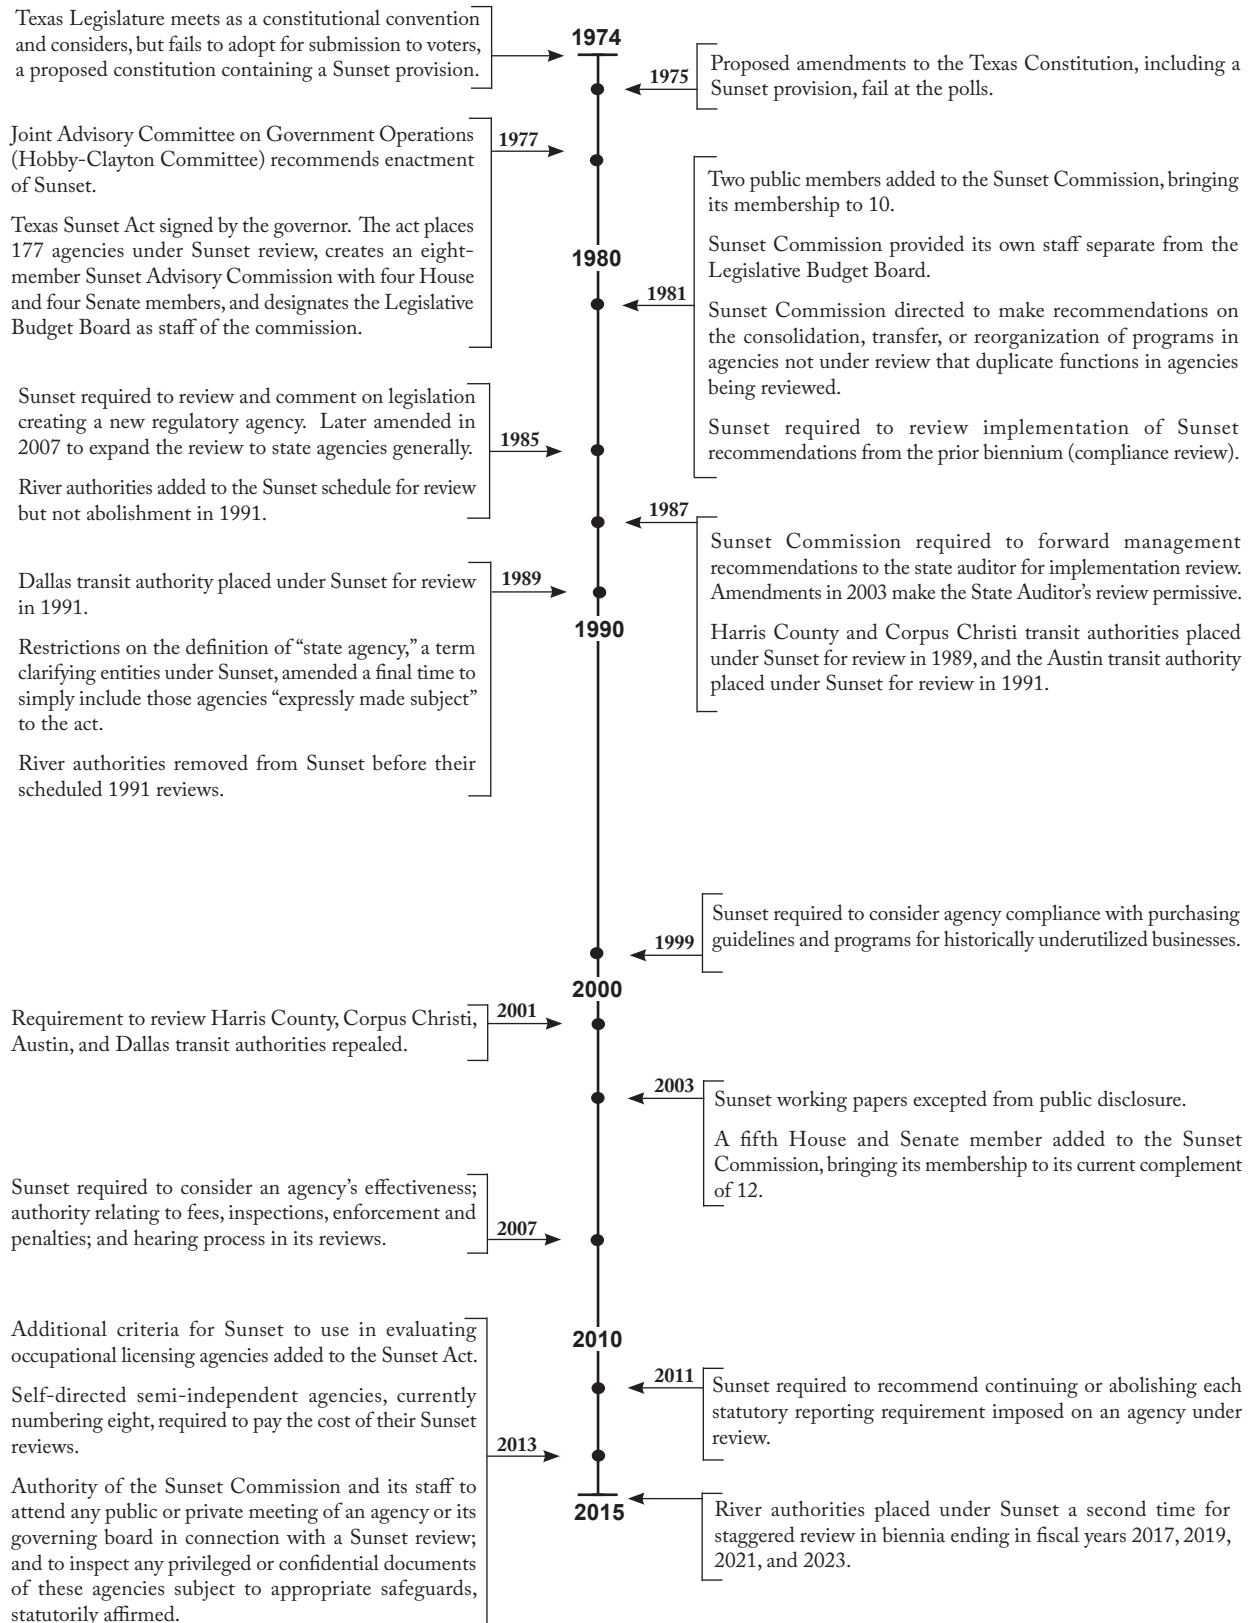 Texas Legislature meets as a constitutional convention
and considers, but fails to adopt for submission to voters,
a proposed constitution containing a Sunset provision.
1974
1975
Proposed amendments to the Texas Constitution, including a
Sunset provision, fail at the polls.
1977
Joint Advisory Committee on Government Operations
(Hobby-Clayton Committee) recommends enactment
of Sunset.
Texas Sunset Act signed by the governor. The act places
177 agencies under Sunset review, creates an eight-
member Sunset Advisory Commission with four House
and four Senate members, and designates the Legislative
Budget Board as staff of the commission.
1980
1981
Two public members added to the Sunset Commission, bringing
its membership to 10.
Sunset Commission provided its own staff separate from the
Legislative Budget Board.
Sunset Commission directed to make recommendations on
the consolidation, transfer, or reorganization of programs in
agencies not under review that duplicate functions in agencies
being reviewed.
Sunset required to review implementation of Sunset
recommendations from the prior biennium (compliance review).
Sunset required to review and comment on legislation
creating a new regulatory agency. Later amended in
2007 to expand the review to state agencies generally.
River authorities added to the Sunset schedule for review
but not abolishment in 1991.
1985
1987
Sunset Commission required to forward management
recommendations to the state auditor for implementation review.
Amendments in 2003 make the State Auditor's review permissive.
Harris County and Corpus Christi transit authorities placed
under Sunset for review in 1989, and the Austin transit authority
placed under Sunset for review in 1991.
1989
Dallas transit authority placed under Sunset for review
in 1991.
Restrictions on the definition of “state agency,” a term
clarifying entities under Sunset, amended a final time to
simply include those agencies “expressly made subject”
to the act.
River authorities removed from Sunset before their
scheduled 1991 reviews.
1990
1999
Sunset required to consider agency compliance with purchasing
guidelines and programs for historically underutilized businesses.
2000
2001
Requirement to review Harris County, Corpus Christi,
Austin, and Dallas transit authorities repealed.
2003
Sunset working papers excepted from public disclosure.
A fifth House and Senate member added to the Sunset
Commission, bringing its membership to its current complement
of 12.
Sunset required to consider an agency's effectiveness;
authority relating to fees, inspections, enforcement and
penalties; and hearing process in its reviews.
2007
2010
2011
Sunset required to recommend continuing or abolishing each
statutory reporting requirement imposed on an agency under
review.
Additional criteria for Sunset to use in evaluating
occupational licensing agencies added to the Sunset Act.
Self-directed semi-independent agencies, currently
numbering eight, required to pay the cost of their Sunset
reviews.
2013
Authority of the Sunset Commission and its staff to
attend any public or private meeting of an agency or its
governing board in connection with a Sunset review;
and to inspect any privileged or confidential documents
of these agencies subject to appropriate safeguards,
statutorily affirmed.
2015
River authorities placed under Sunset a second time for
staggered review in biennia ending in fiscal years 2017, 2019,
2021, and 2023.